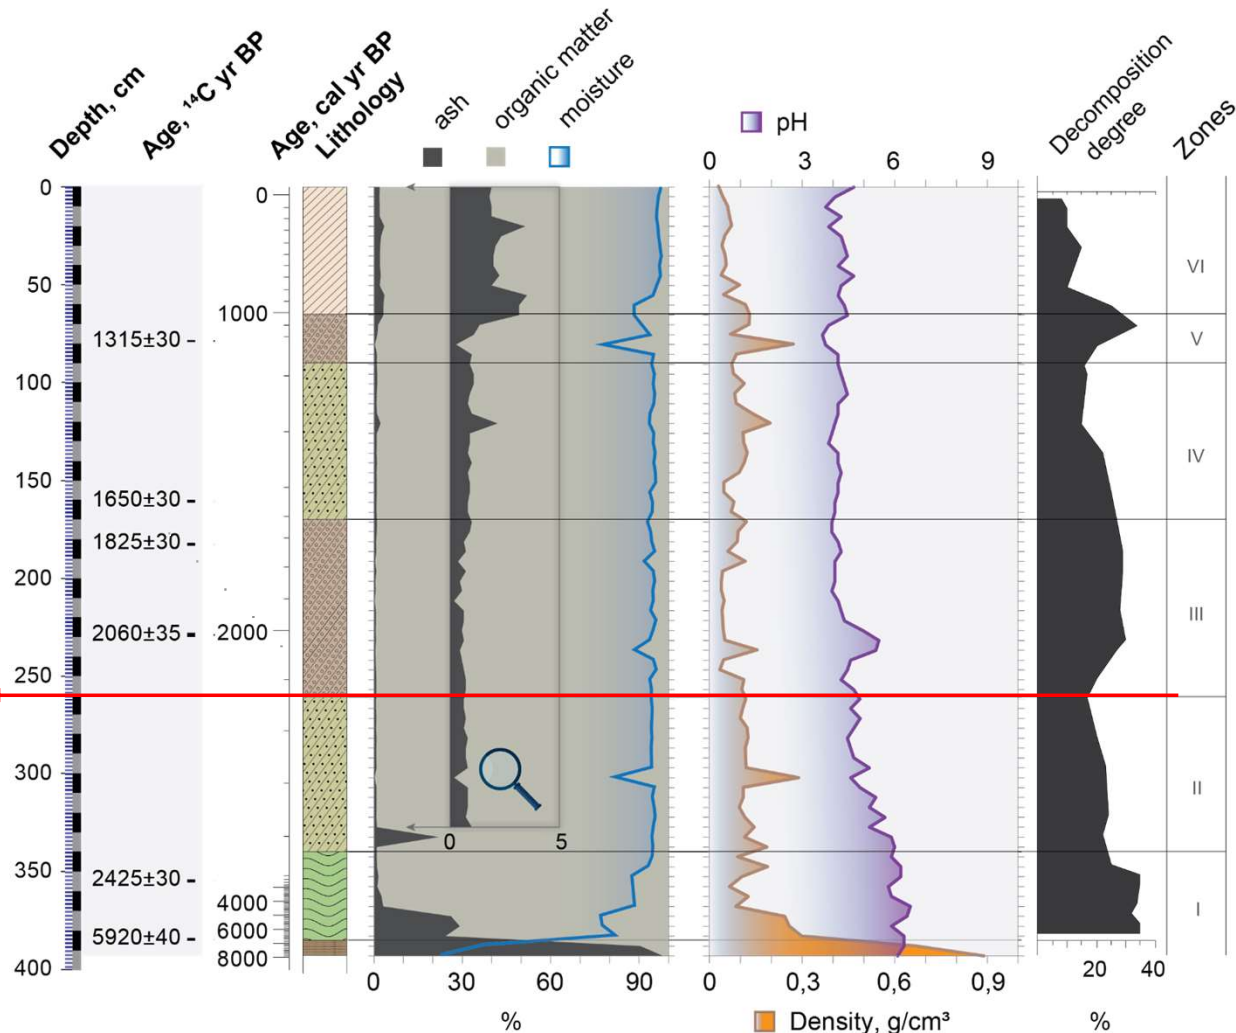 Depth, cm
Age, ¹⁴C yr BP
Age, cal yr BP
Lithology
ash
organic matter
moisture
pH
Decomposition
degree
Zones
0 3 6 9
0
50
100
150
200
250
300
350
400
1315±30
1650±30
1825±30
2060±35
2425±30
5920±40
0
1000
2000
4000
6000
8000
0 5
VI
V
IV
III
II
I
0 30 60 90
0 0,3 0,6 0,9
20 40
%
Density, g/cm³
%